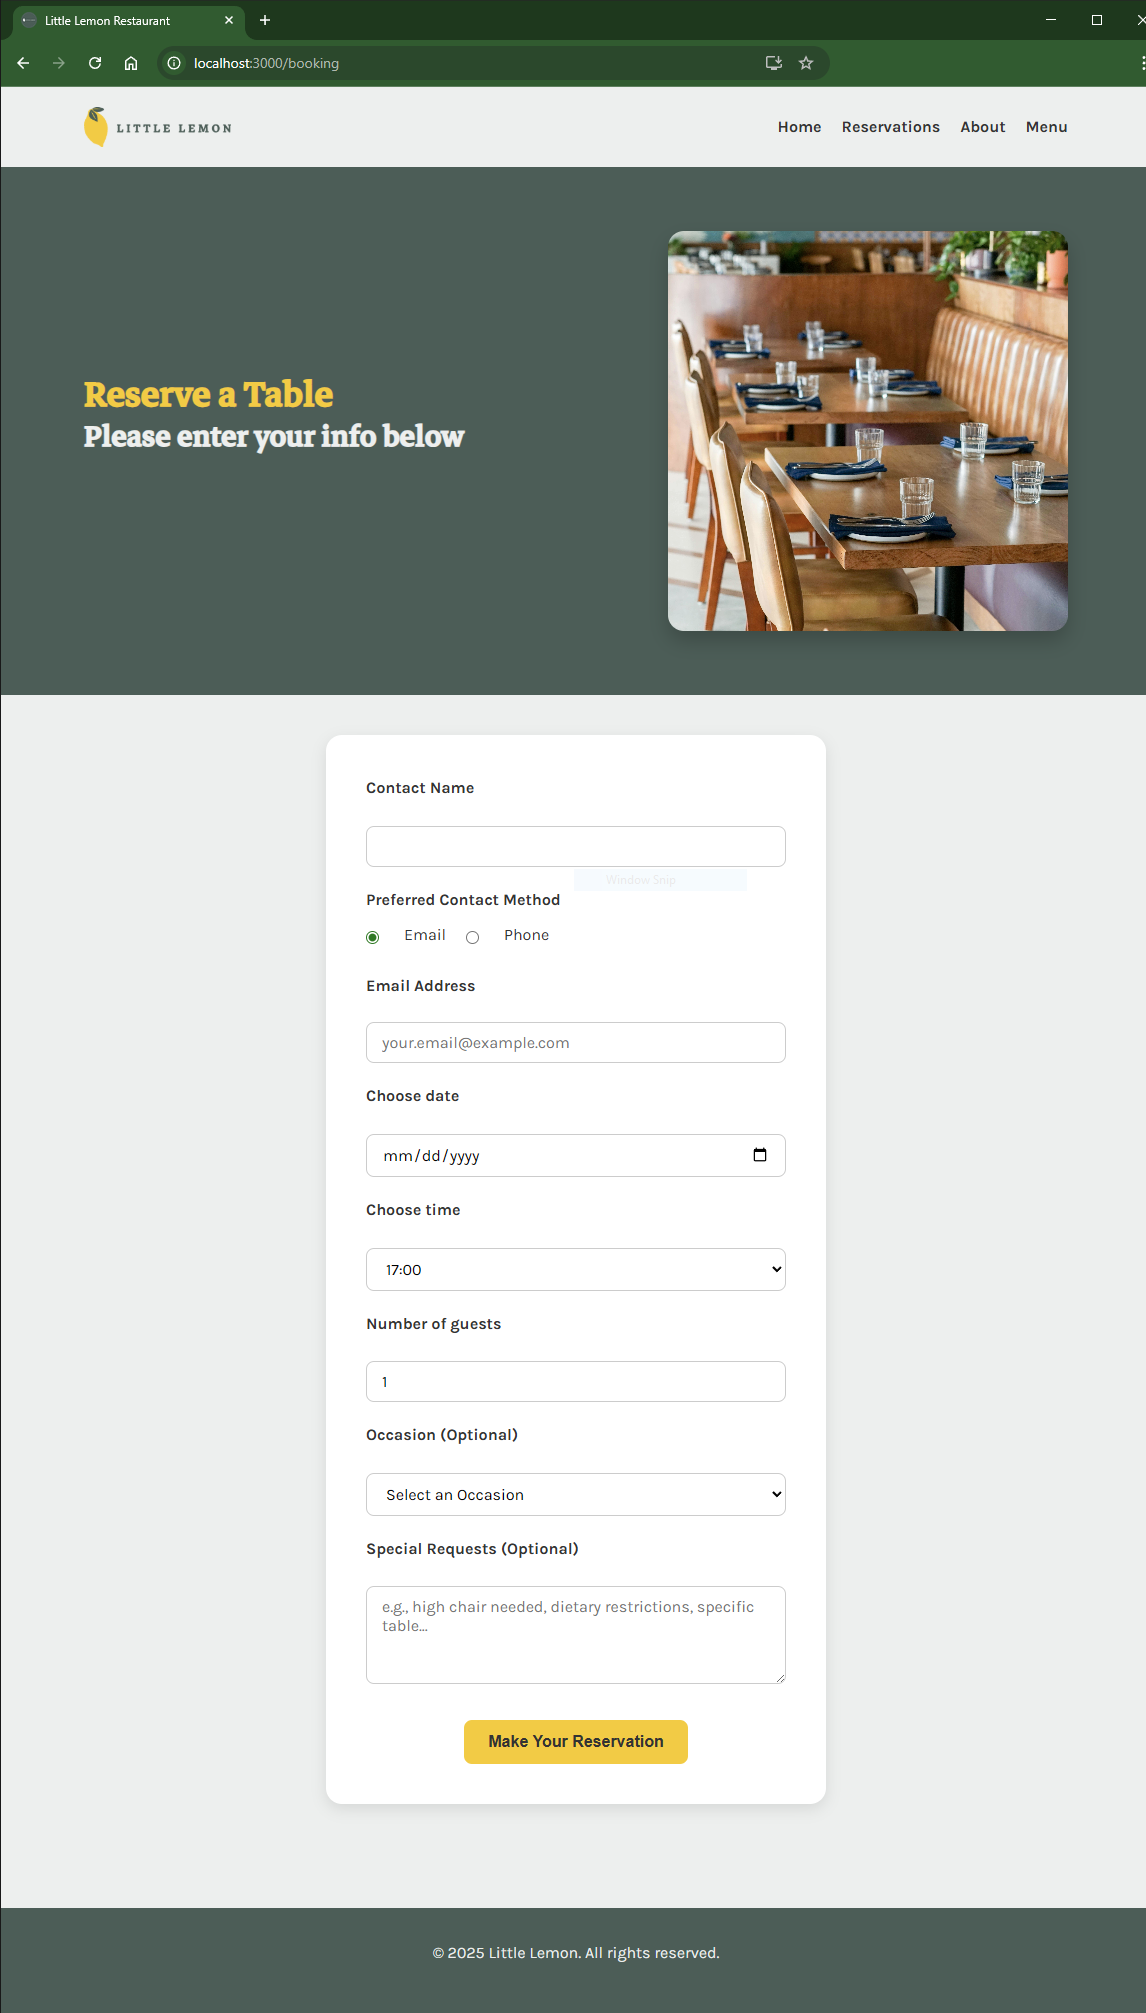 Little Lemon Restaurant
localhost:3000/booking
LITTLE LEMON
Home Reservations About Menu
Reserve a Table
Please enter your info below
Contact Name
Window Snip
Preferred Contact Method
Email Phone
Email Address
your.email@example.com
Choose date
mm/dd/yyyy
Choose time
17:00
Number of guests
1
Occasion (Optional)
Select an Occasion
Special Requests (Optional)
e.g., high chair needed, dietary restrictions, specific
table...
Make Your Reservation
© 2025 Little Lemon. All rights reserved.